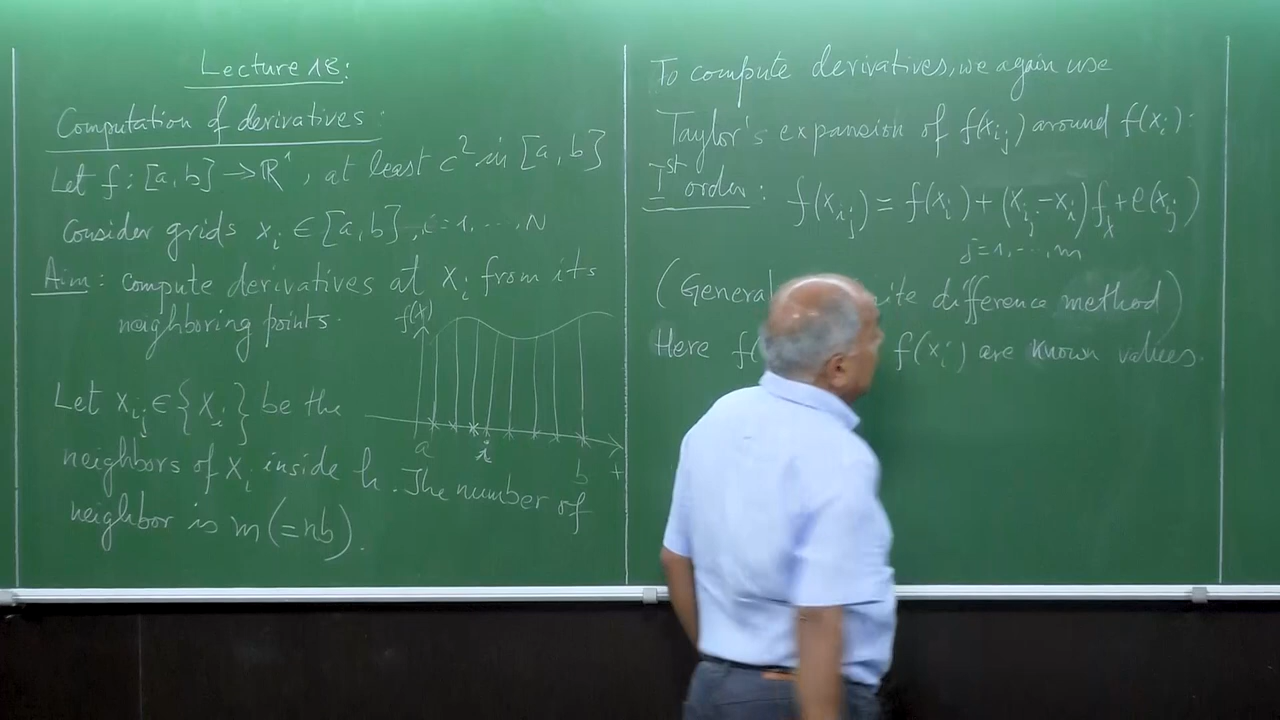 Lecture 18:
Computation of derivatives:
Let f: [a, b] → ℝ¹, at least c² in [a, b]
Consider grids xᵢ ∈ [a, b], i = 1, ..., N
Aim: compute derivatives at xᵢ from its
neighboring points.
f(x)
a i b
Let xᵢⱼ ∈ {xᵢ} be the
neighbors of xᵢ inside h. The number of
neighbor is m (= nb).
To compute derivatives, we again use
Taylor's expansion of f(xᵢⱼ) around f(xᵢ):
Iˢᵗ order: f(xᵢⱼ) = f(xᵢ) + (xᵢⱼ - xᵢ) fₓ + e(xᵢⱼ)
j = 1, ..., m
(General ite difference method)
Here f( f(xᵢ) are known values.